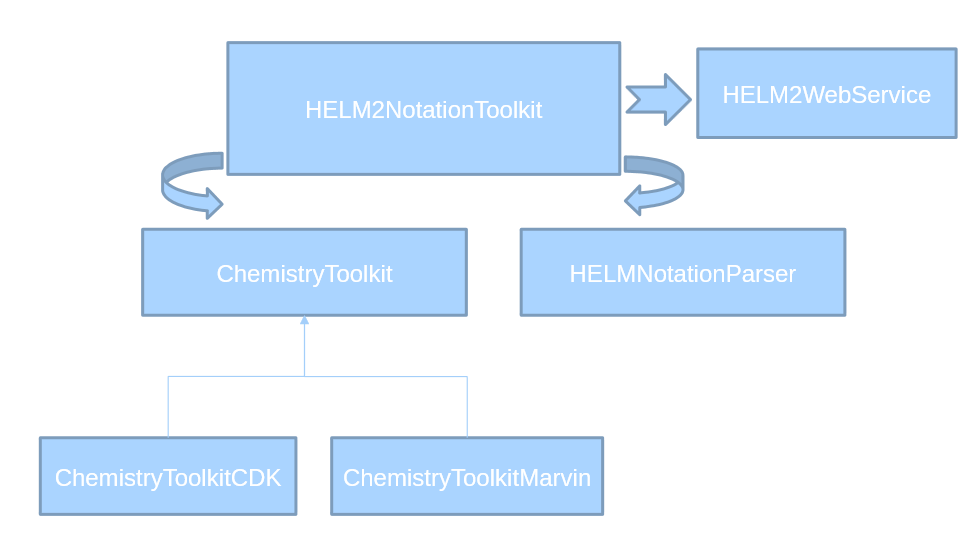 HELM2NotationToolkit
HELM2WebService
ChemistryToolkit
HELMNotationParser
ChemistryToolkitCDK
ChemistryToolkitMarvin